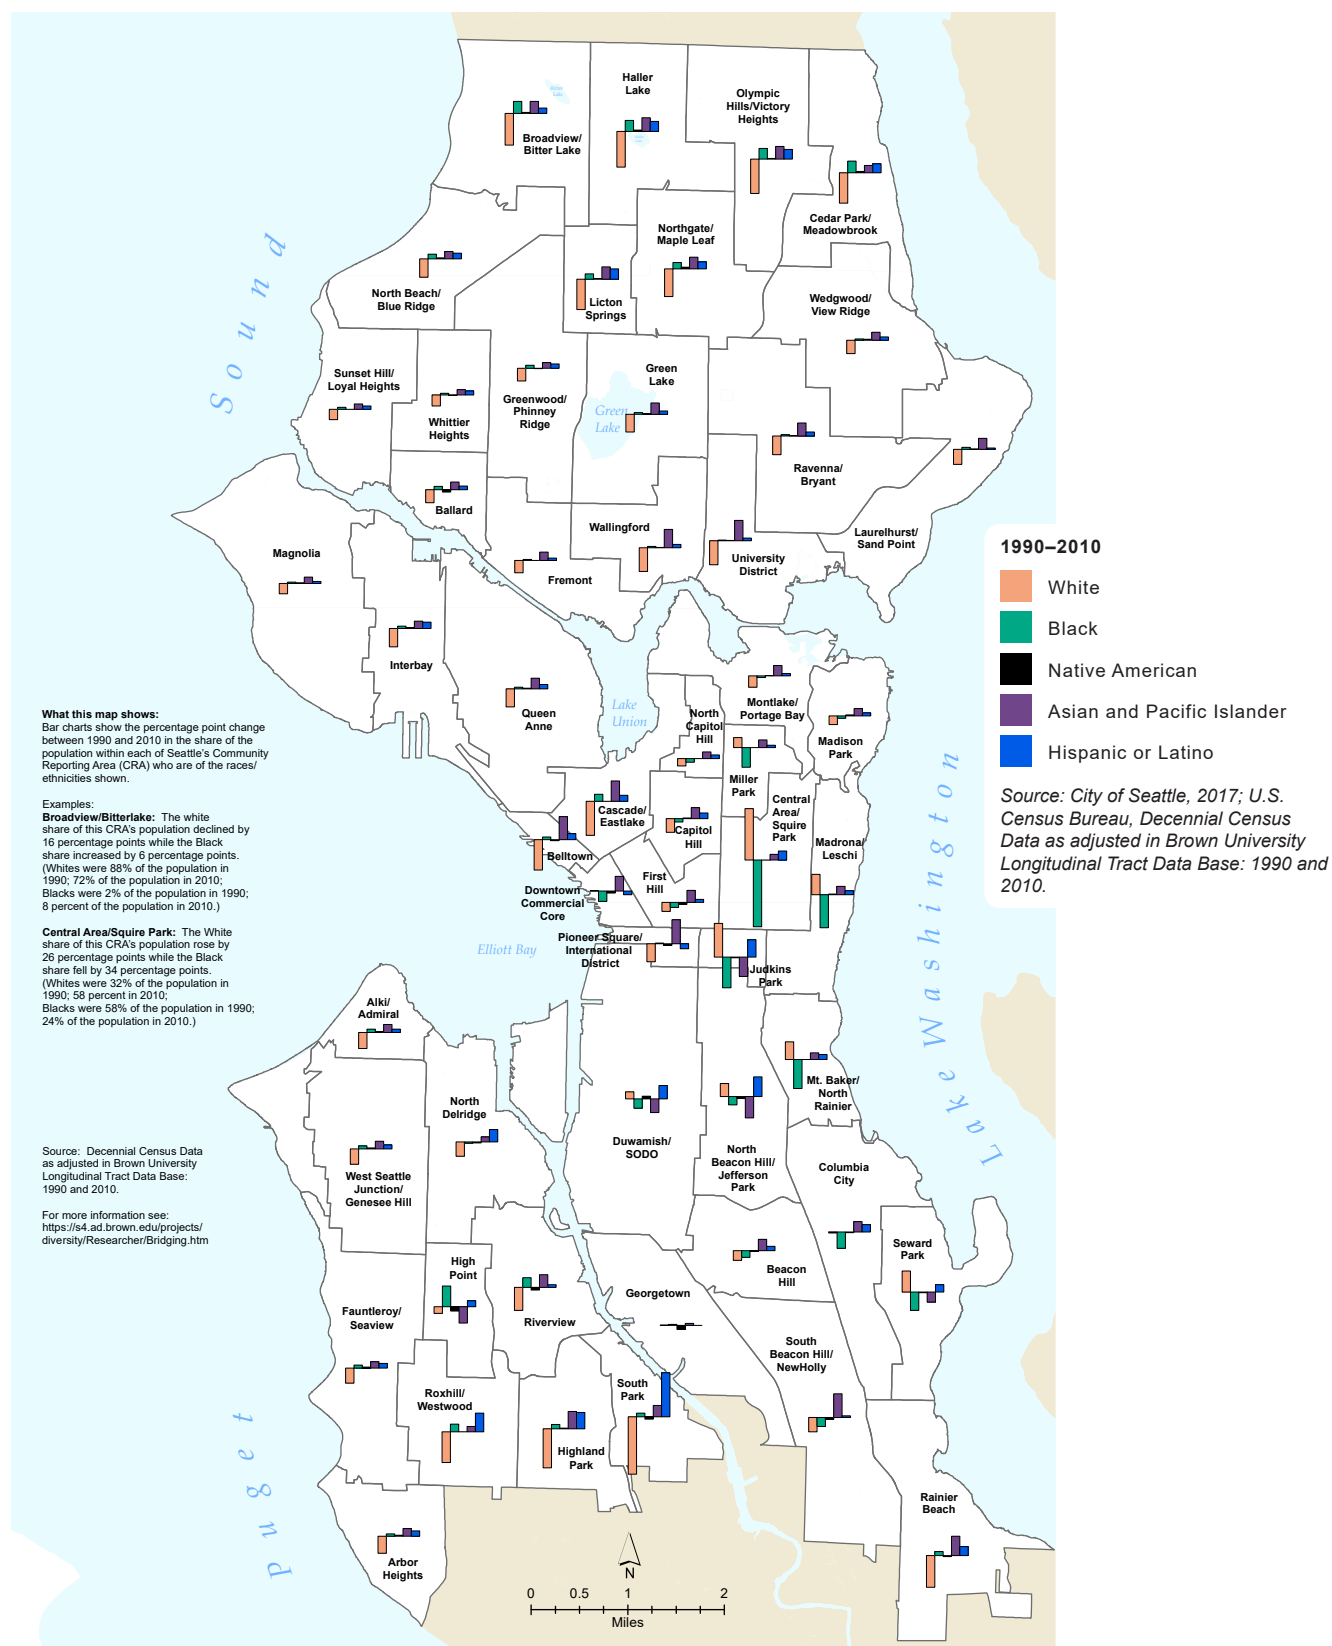 Haller
Lake
Olympic
Hills/Victory
Heights
Broadview/
Bitter Lake
Cedar Park/
Meadowbrook
Northgate/
Maple Leaf
North Beach/
Blue Ridge
Licton
Springs
Wedgwood/
View Ridge
Sound
Sunset Hill/
Loyal Heights
Green
Lake
Greenwood/
Phinney
Ridge
Green
Lake
Whittier
Heights
Ravenna/
Bryant
Ballard
Wallingford
Laurelhurst/
Sand Point
Magnolia
University
District
Fremont
1990–2010
White
Black
Native American
Asian and Pacific Islander
Hispanic or Latino
Source: City of Seattle, 2017; U.S.
Census Bureau, Decennial Census
Data as adjusted in Brown University
Longitudinal Tract Data Base: 1990 and
2010.
Interbay
Queen
Anne
Lake
Union
North
Capitol
Hill
Montlake/
Portage Bay
Madison
Park
What this map shows:
Bar charts show the percentage point change
between 1990 and 2010 in the share of the
population within each of Seattle's Community
Reporting Area (CRA) who are of the races/
ethnicities shown.
Examples:
Broadview/Bitterlake: The white
share of this CRA's population declined by
16 percentage points while the Black
share increased by 6 percentage points.
(Whites were 88% of the population in
1990; 72% of the population in 2010;
Blacks were 2% of the population in 1990;
8 percent of the population in 2010.)
Central Area/Squire Park: The White
share of this CRA's population rose by
26 percentage points while the Black
share fell by 34 percentage points.
(Whites were 32% of the population in
1990; 58 percent in 2010;
Blacks were 58% of the population in 1990;
24% of the population in 2010.)
Miller
Park
Cascade/
Eastlake
Central
Area/
Squire
Park
Capitol
Hill
Madrona/
Leschi
Belltown
First
Hill
Downtown
Commercial
Core
Pioneer Square/
International
District
Elliott Bay
Judkins
Park
Lake Washington
Alki/
Admiral
Mt. Baker/
North
Rainier
North
Delridge
Duwamish/
SODO
North
Beacon Hill/
Jefferson
Park
Columbia
City
West Seattle
Junction/
Genesee Hill
Source: Decennial Census Data
as adjusted in Brown University
Longitudinal Tract Data Base:
1990 and 2010.
For more information see:
https://s4.ad.brown.edu/projects/
diversity/Researcher/Bridging.htm
Seward
Park
High
Point
Beacon
Hill
Georgetown
Fauntleroy/
Seaview
Riverview
South
Beacon Hill/
NewHolly
South
Park
Roxhill/
Westwood
Highland
Park
Puget
Rainier
Beach
Arbor
Heights
N
0 0.5 1 2
Miles